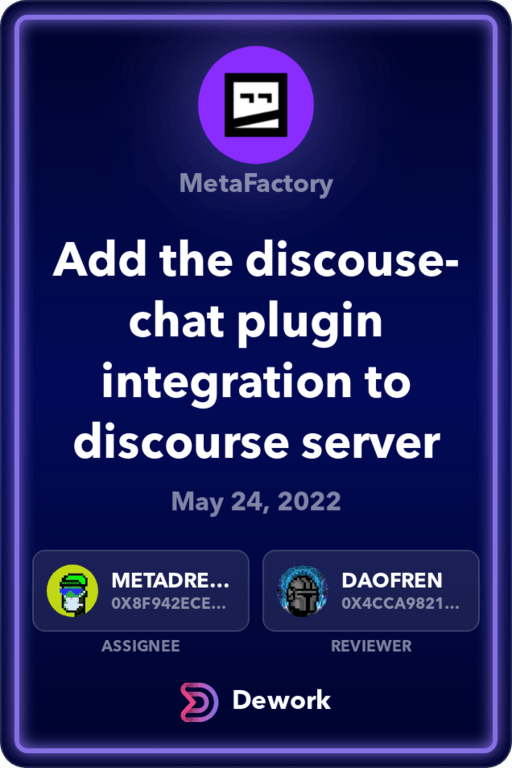 MetaFactory
Add the discouse-
chat plugin
integration to
discourse server
May 24, 2022
METADRE...
DAOFREN
0X8F942ECE...
0X4CCA9821...
ASSIGNEE
REVIEWER
Dework